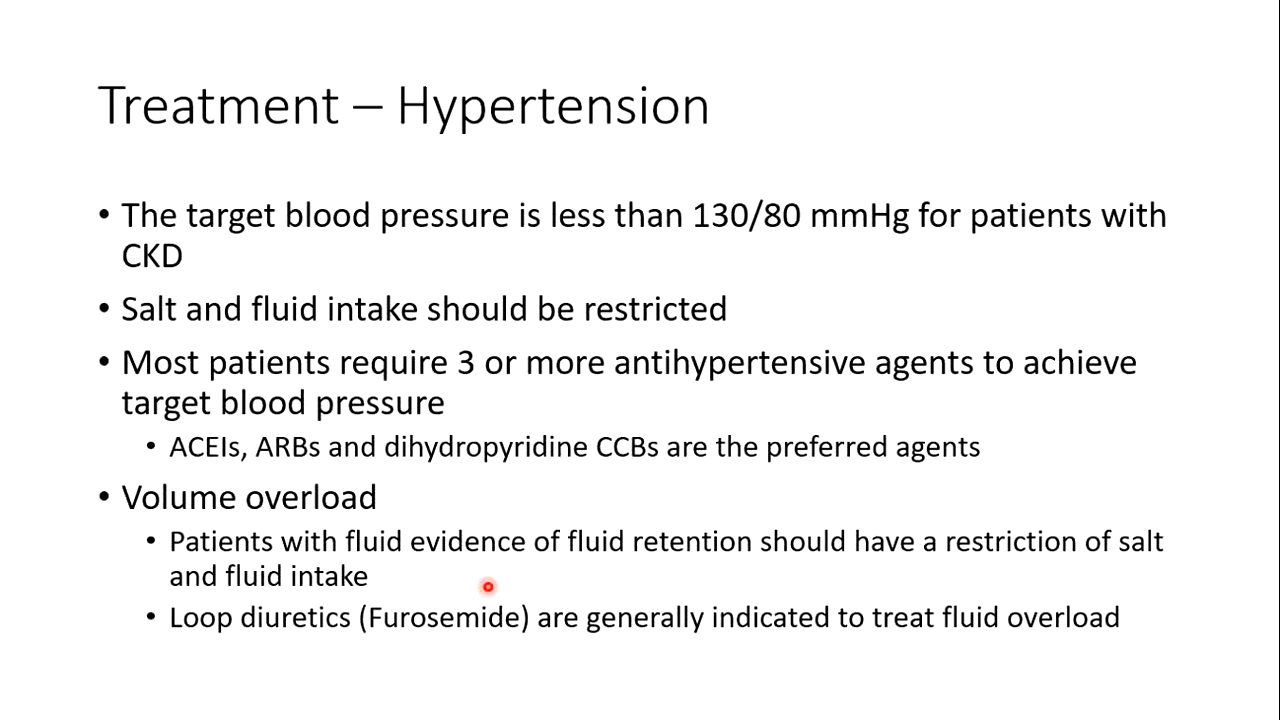 Treatment – Hypertension
• The target blood pressure is less than 130/80 mmHg for patients with
CKD
• Salt and fluid intake should be restricted
• Most patients require 3 or more antihypertensive agents to achieve
target blood pressure
• ACEIs, ARBs and dihydropyridine CCBs are the preferred agents
• Volume overload
• Patients with fluid evidence of fluid retention should have a restriction of salt
and fluid intake
• Loop diuretics (Furosemide) are generally indicated to treat fluid overload